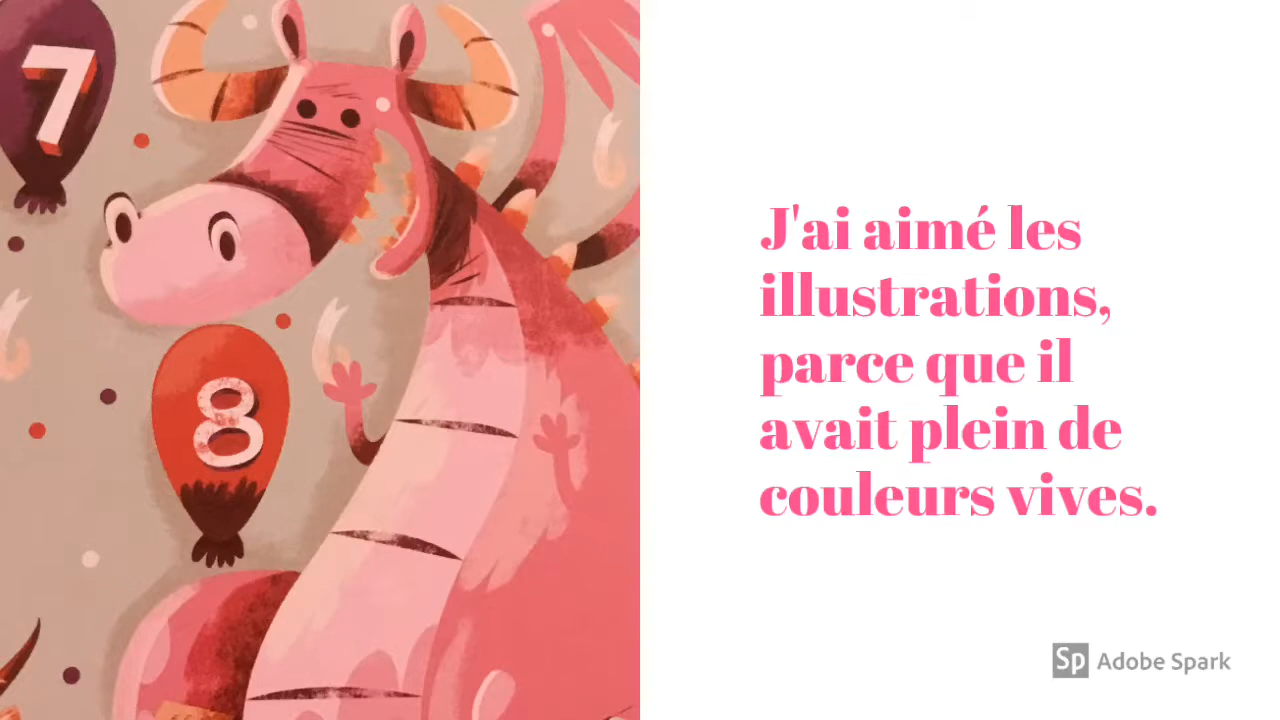 7
8
J'ai aimé les
illustrations,
parce que il
avait plein de
couleurs vives.
Sp Adobe Spark